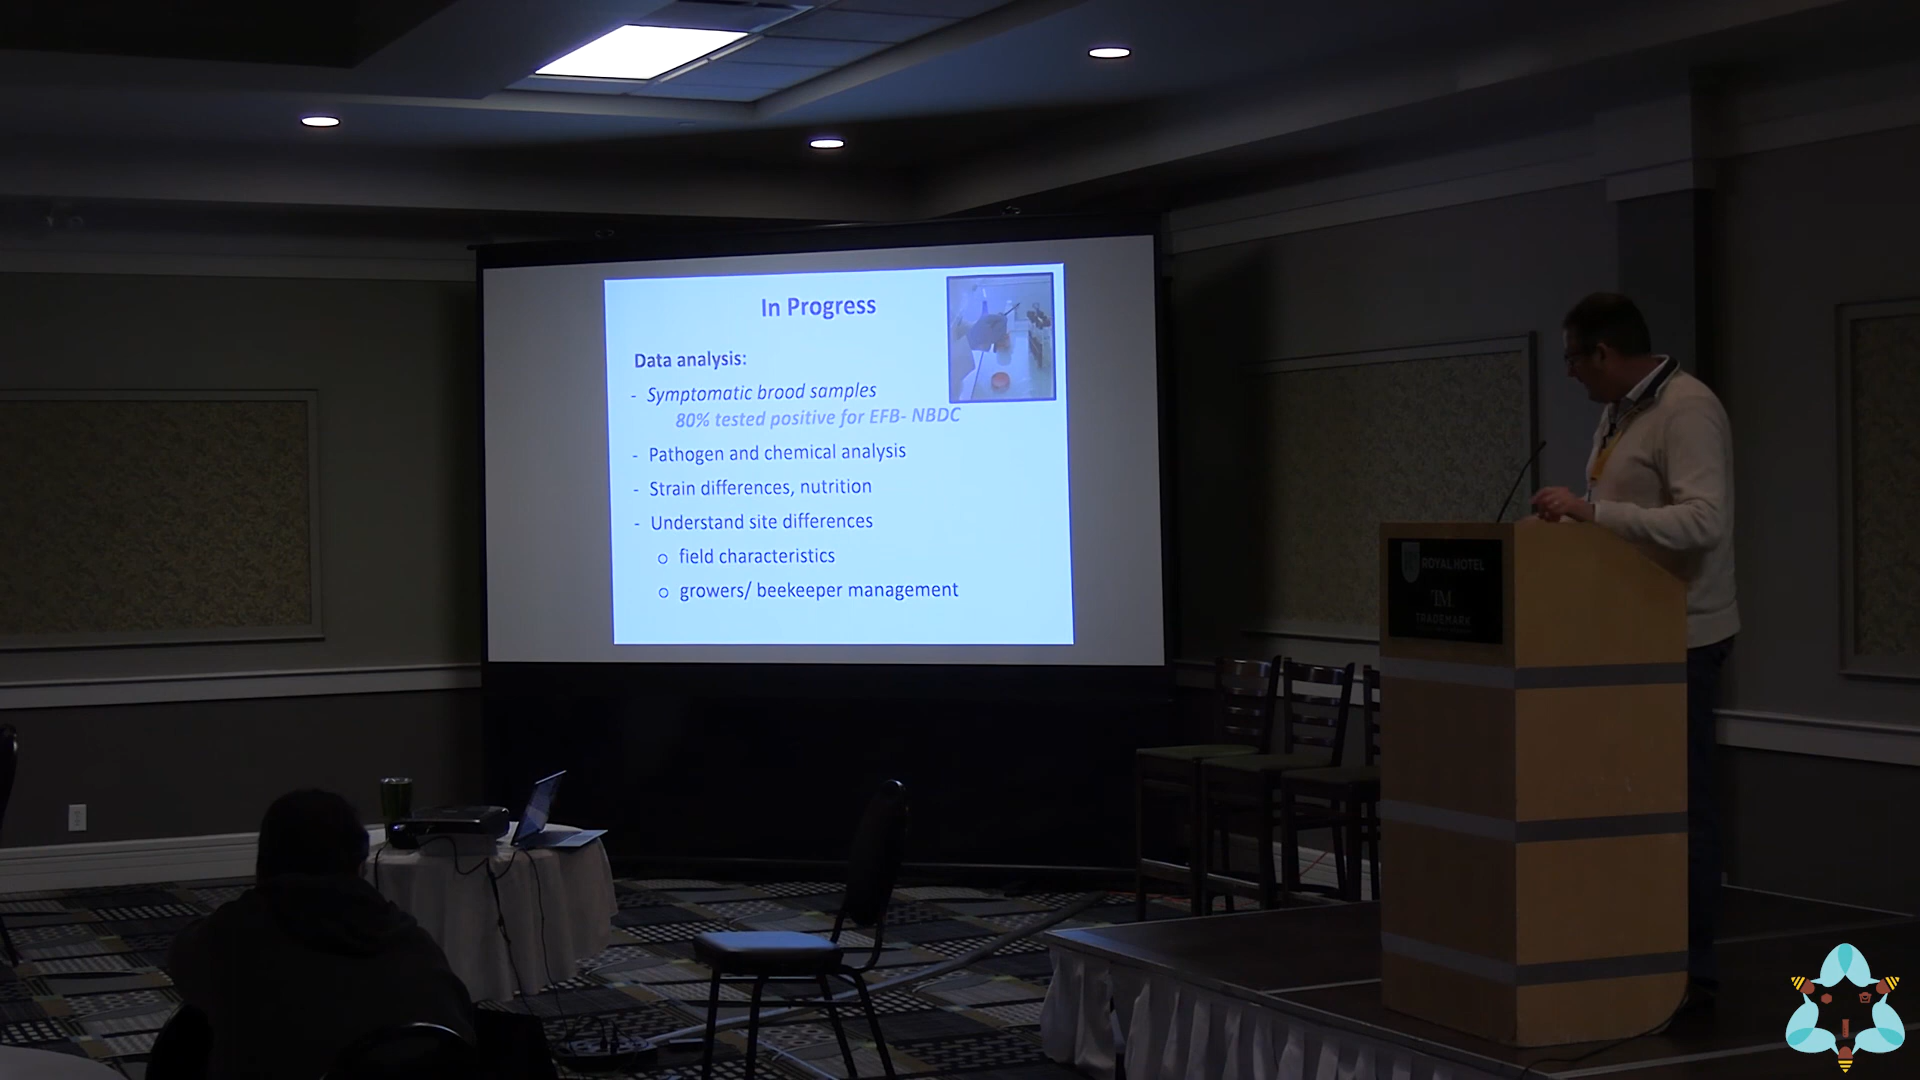 In Progress
Data analysis:
- Symptomatic brood samples
80% tested positive for EFB- NBDC
- Pathogen and chemical analysis
- Strain differences, nutrition
- Understand site differences
o field characteristics
o growers/ beekeeper management
ROYAL HOTEL
TM
TRADEMARK